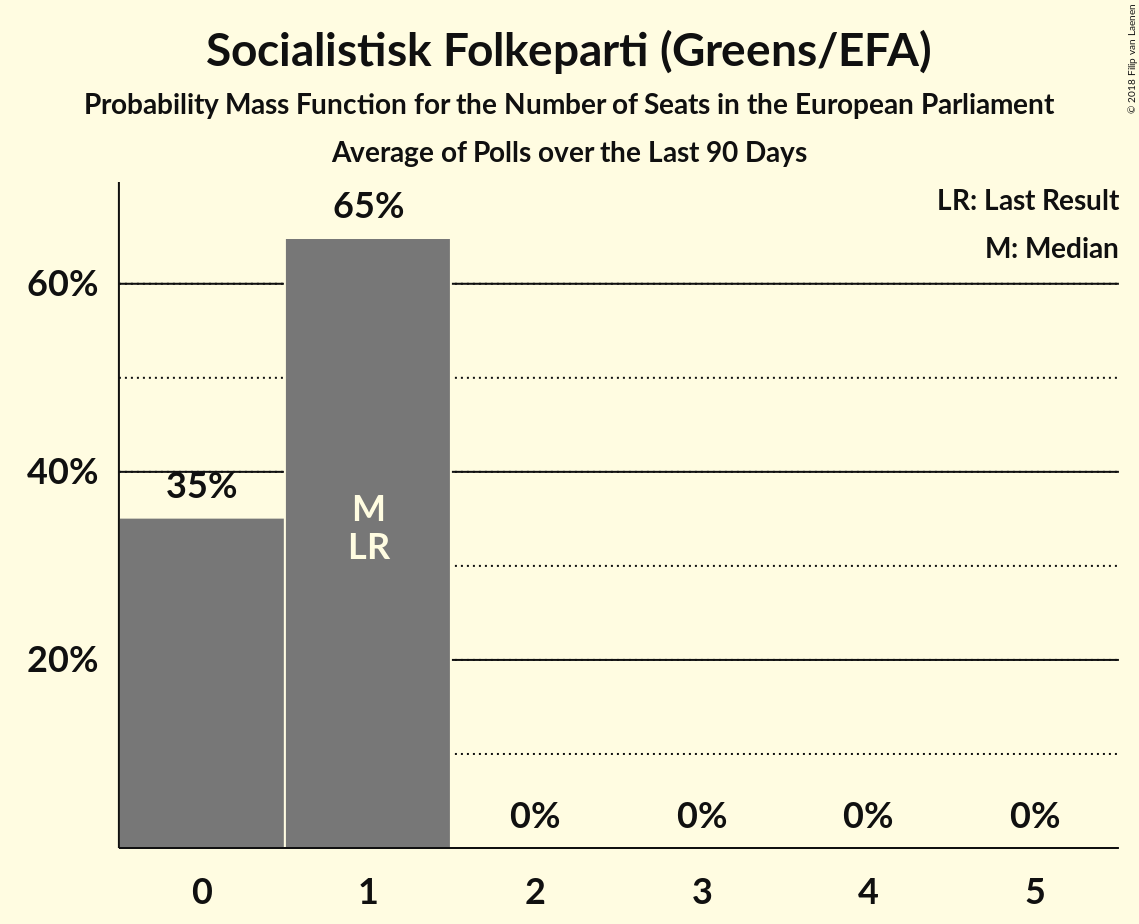 Socialistisk Folkeparti (Greens/EFA)
Probability Mass Function for the Number of Seats in the European Parliament
Average of Polls over the Last 90 Days
© 2018 Filip van Laenen
LR: Last Result
M: Median
65%
60%
40%
35%
M
LR
20%
0% 0% 0% 0%
0 1 2 3 4 5